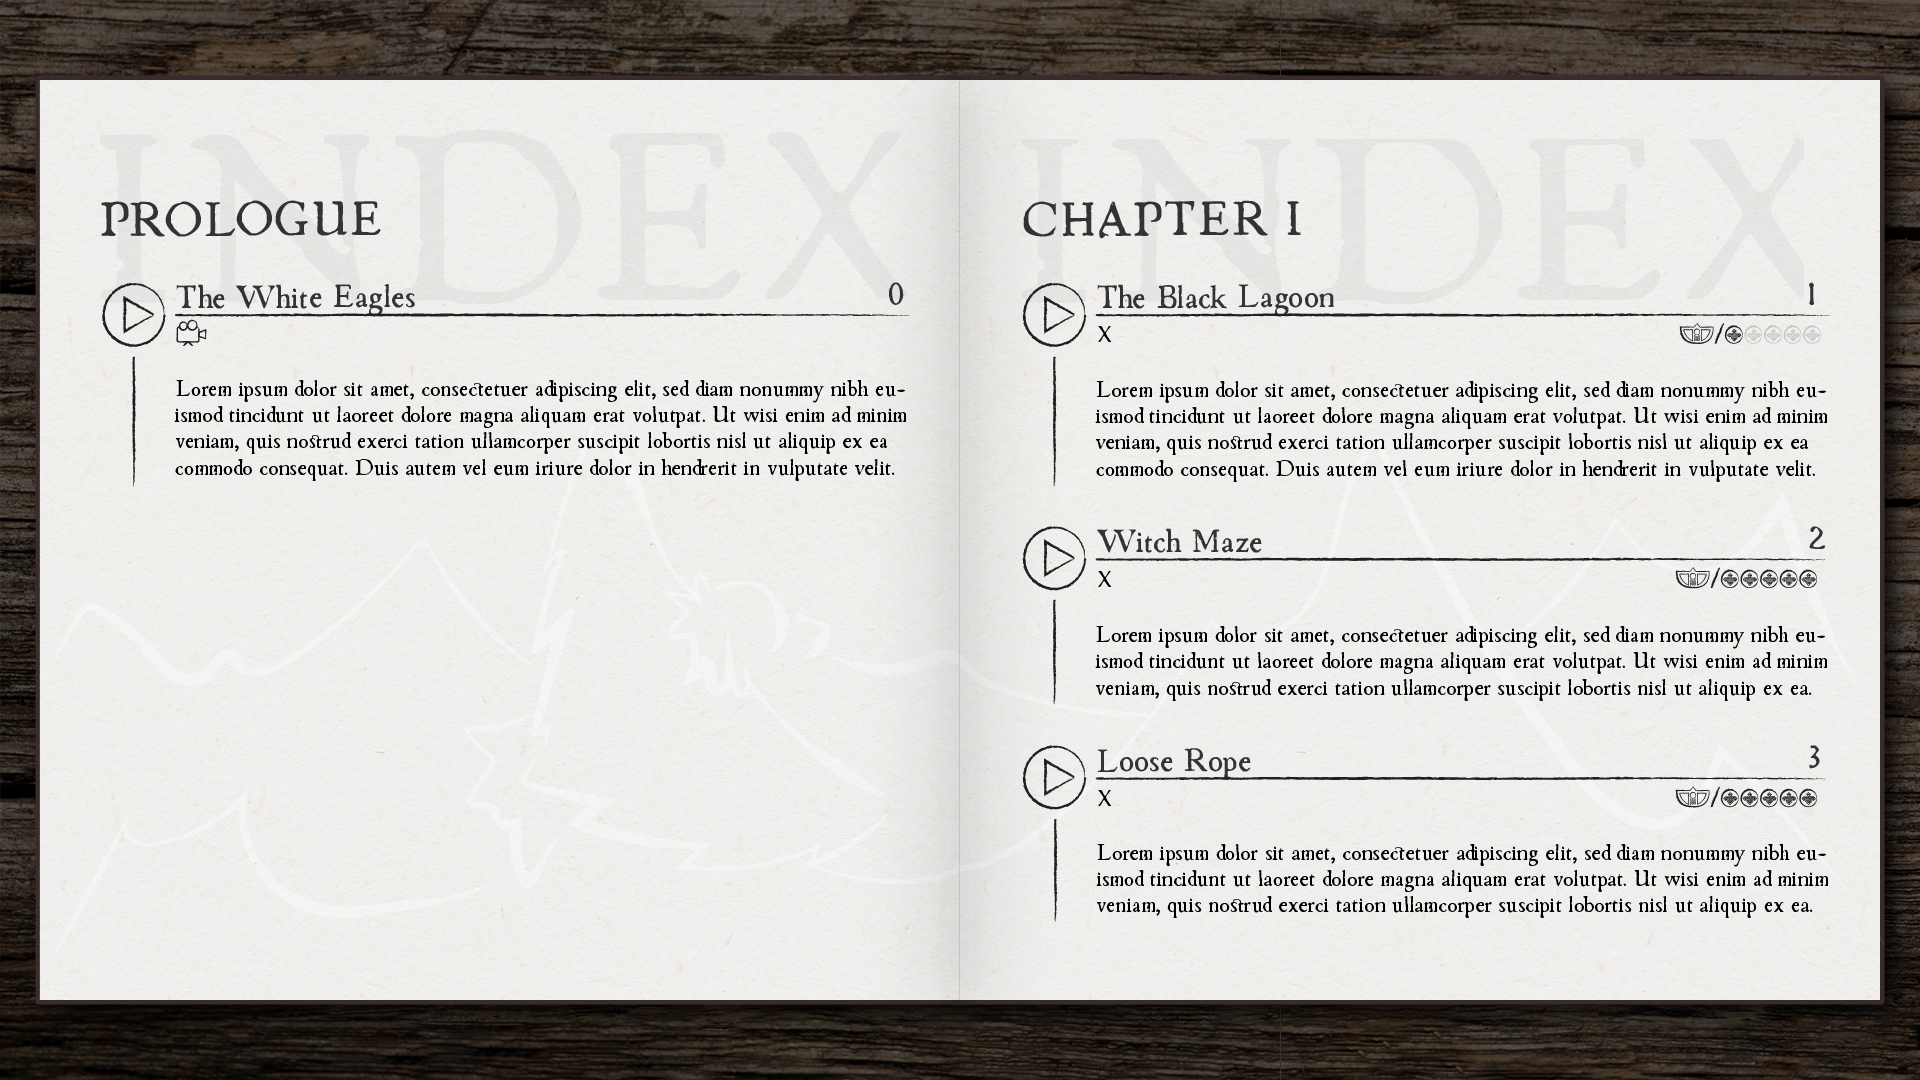 INDEX
PROLOGUE
The White Eagles 0
Lorem ipsum dolor sit amet, consectetuer adipiscing elit, sed diam nonummy nibh eu-
ismod tincidunt ut laoreet dolore magna aliquam erat volutpat. Ut wisi enim ad minim
veniam, quis nostrud exerci tation ullamcorper suscipit lobortis nisl ut aliquip ex ea
commodo consequat. Duis autem vel eum iriure dolor in hendrerit in vulputate velit.
INDEX
CHAPTER I
The Black Lagoon 1
X /
Lorem ipsum dolor sit amet, consectetuer adipiscing elit, sed diam nonummy nibh eu-
ismod tincidunt ut laoreet dolore magna aliquam erat volutpat. Ut wisi enim ad minim
veniam, quis nostrud exerci tation ullamcorper suscipit lobortis nisl ut aliquip ex ea
commodo consequat. Duis autem vel eum iriure dolor in hendrerit in vulputate velit.
Witch Maze 2
X /
Lorem ipsum dolor sit amet, consectetuer adipiscing elit, sed diam nonummy nibh eu-
ismod tincidunt ut laoreet dolore magna aliquam erat volutpat. Ut wisi enim ad minim
veniam, quis nostrud exerci tation ullamcorper suscipit lobortis nisl ut aliquip ex ea.
Loose Rope 3
X /
Lorem ipsum dolor sit amet, consectetuer adipiscing elit, sed diam nonummy nibh eu-
ismod tincidunt ut laoreet dolore magna aliquam erat volutpat. Ut wisi enim ad minim
veniam, quis nostrud exerci tation ullamcorper suscipit lobortis nisl ut aliquip ex ea.